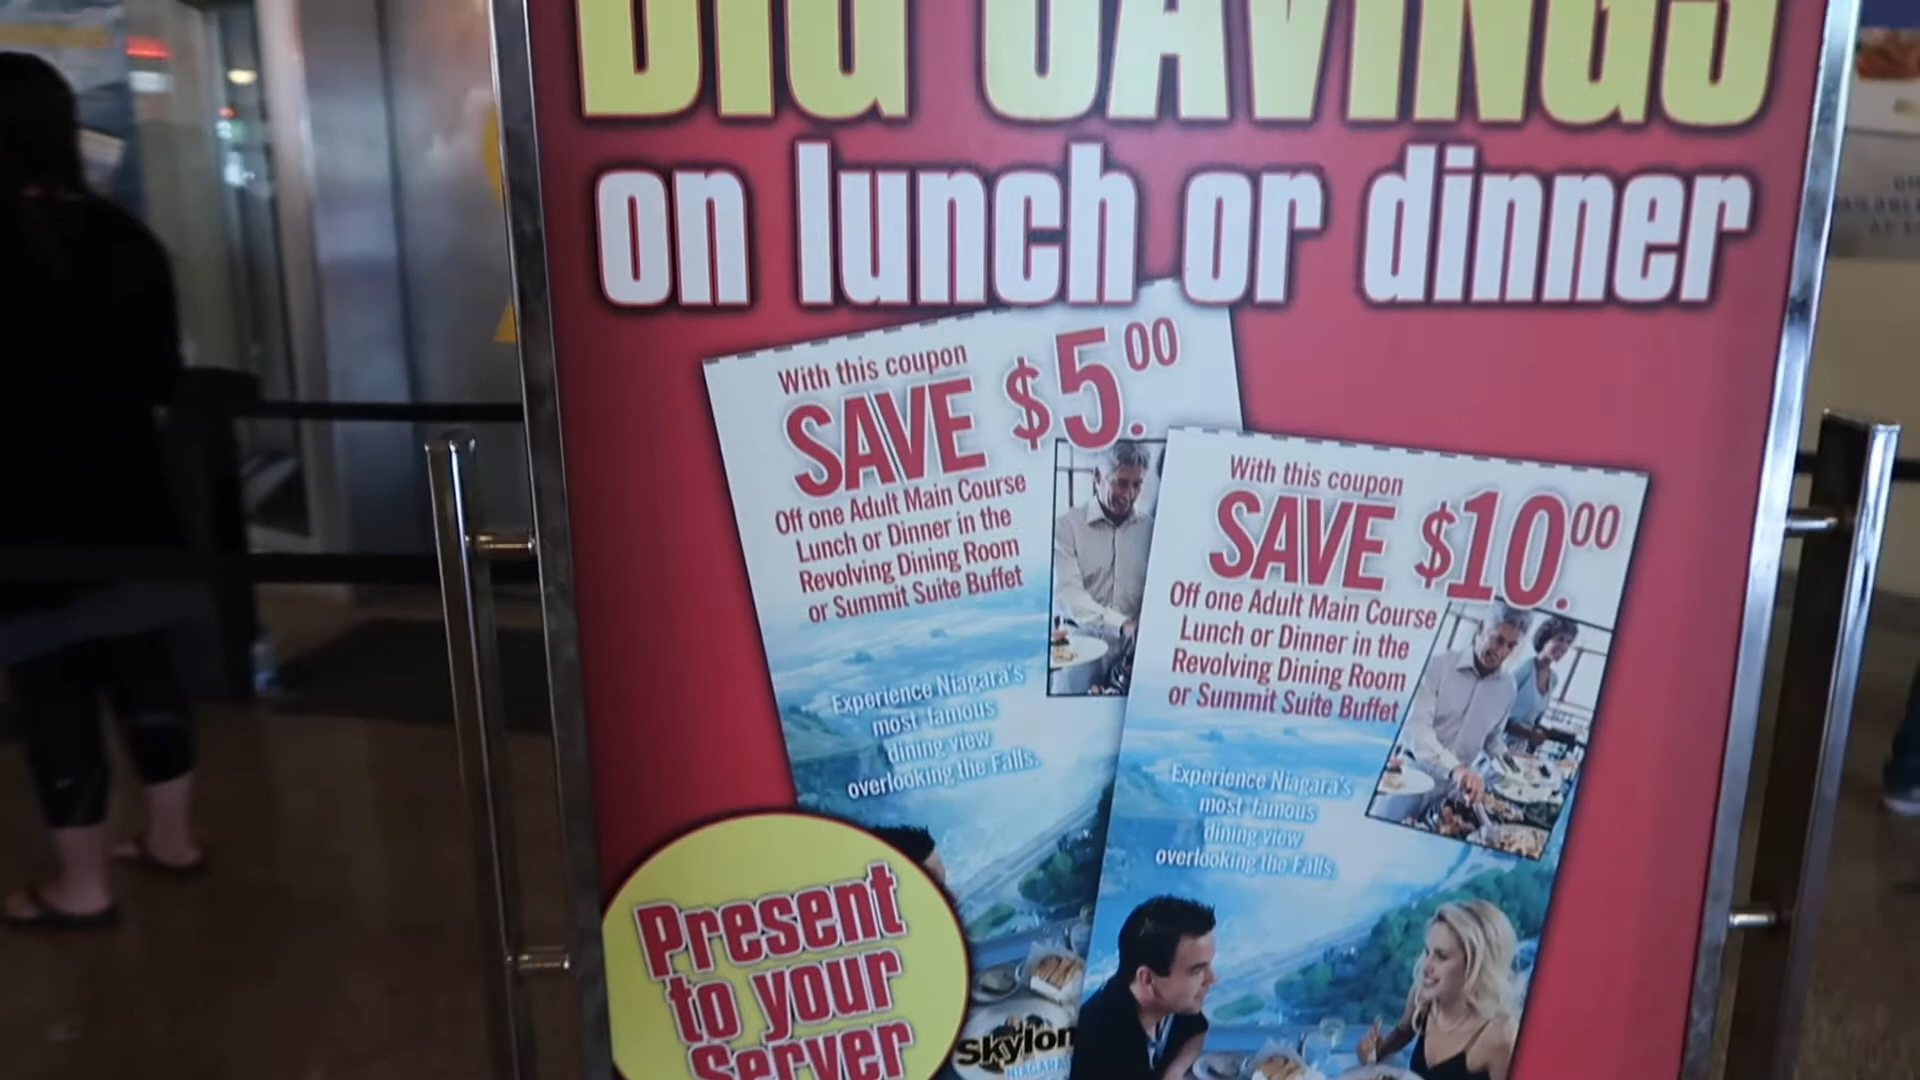 BIG SAVINGS
on lunch or dinner
With this coupon
SAVE $5.00
Off one Adult Main Course
Lunch or Dinner in the
Revolving Dining Room
or Summit Suite Buffet
Experience Niagara's
most famous
dining view
overlooking the Falls.
With this coupon
SAVE $10.00
Off one Adult Main Course
Lunch or Dinner in the
Revolving Dining Room
or Summit Suite Buffet
Experience Niagara's
most famous
dining view
overlooking the Falls.
Present
to your
Server
Skylon
NIAGARA